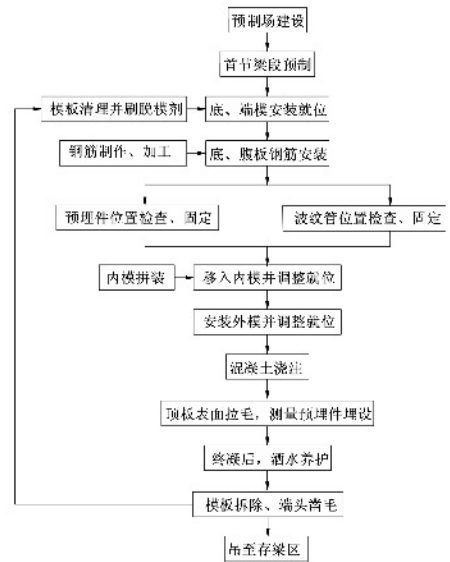 预制场建设
首节梁段预制
模板清理并刷脱模剂
底、端模安装就位
钢筋制作、加工
底、腹板钢筋安装
预埋件位置检查、固定
波纹管位置检查、固定
内模拼装
移入内模并调整就位
安装外模并调整就位
混凝土浇注
顶板表面拉毛，测量预埋件埋设
终凝后，洒水养护
模板拆除、端头凿毛
吊至存梁区